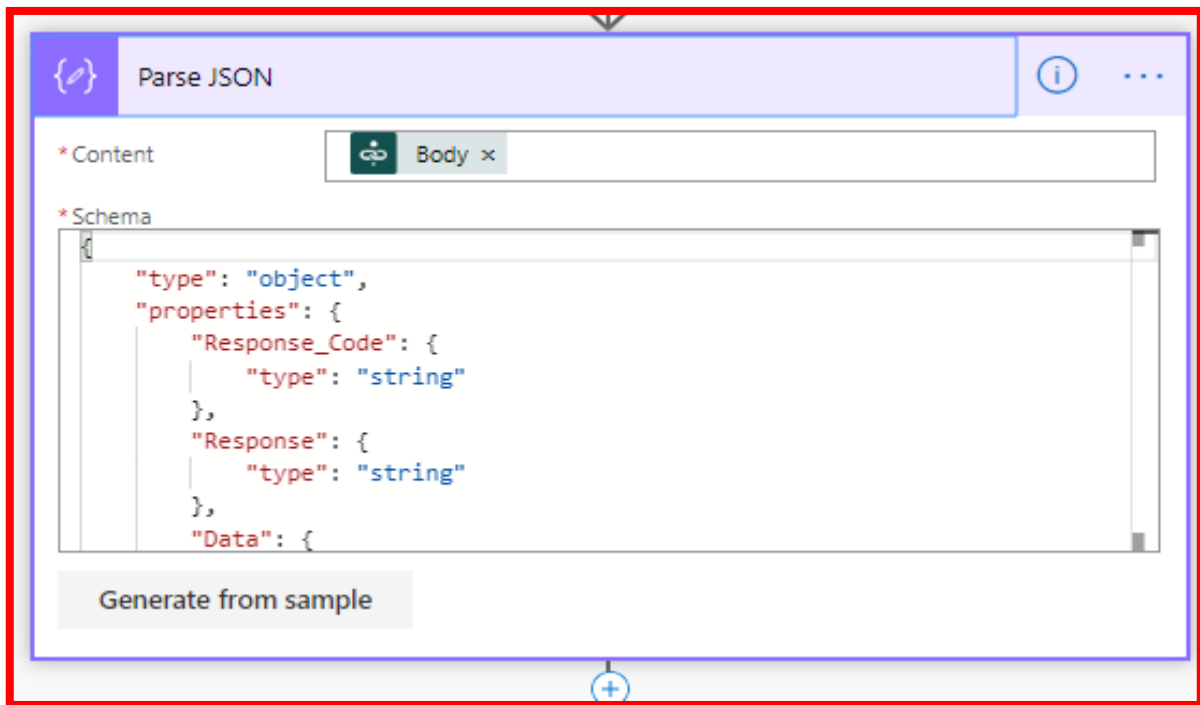 Parse JSON
* Content
Body ×
* Schema
{
"type": "object",
"properties": {
"Response_Code": {
"type": "string"
},
"Response": {
"type": "string"
},
"Data": {
Generate from sample